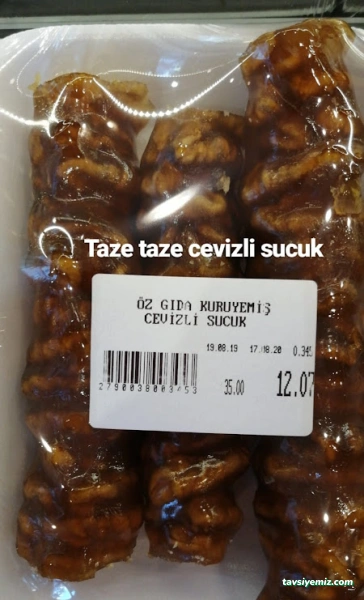 Taze taze cevizli sucuk
ÖZ GIDA KURUYEMİŞ
CEVİZLİ SUCUK
19.08.19 17.08.20 0.345
2790038003453 35.00 12.07
tavsiyemiz.com